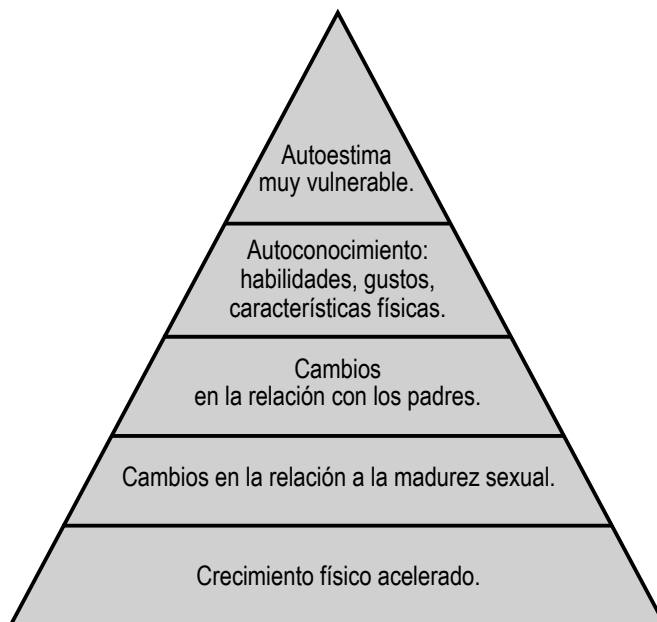 Autoestima
muy vulnerable.
Autoconocimiento:
habilidades, gustos,
características físicas.
Cambios
en la relación con los padres.
Cambios en la relación a la madurez sexual.
Crecimiento físico acelerado.